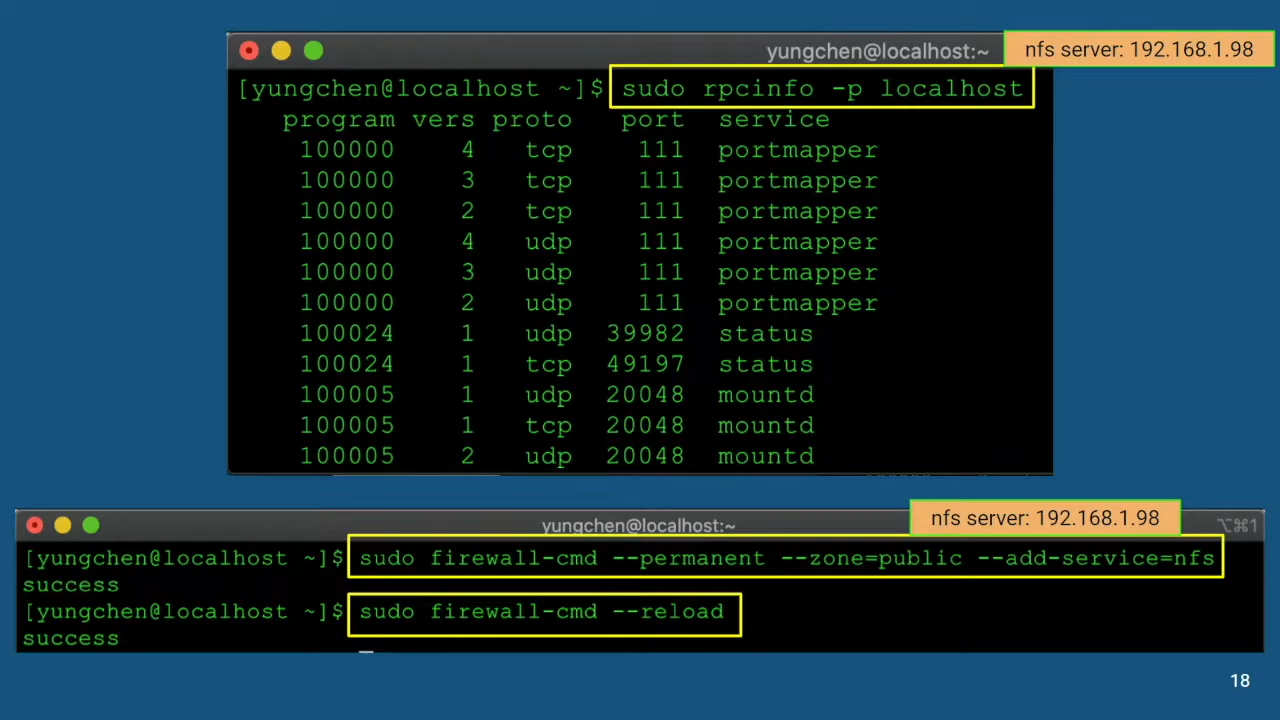 yungchen@localhost:~
nfs server: 192.168.1.98
[yungchen@localhost ~]$ sudo rpcinfo -p localhost
program vers proto port service
100000 4 tcp 111 portmapper
100000 3 tcp 111 portmapper
100000 2 tcp 111 portmapper
100000 4 udp 111 portmapper
100000 3 udp 111 portmapper
100000 2 udp 111 portmapper
100024 1 udp 39982 status
100024 1 tcp 49197 status
100005 1 udp 20048 mountd
100005 1 tcp 20048 mountd
100005 2 udp 20048 mountd
yungchen@localhost:~
nfs server: 192.168.1.98
⌥⌘1
[yungchen@localhost ~]$ sudo firewall-cmd --permanent --zone=public --add-service=nfs
success
[yungchen@localhost ~]$ sudo firewall-cmd --reload
success
18